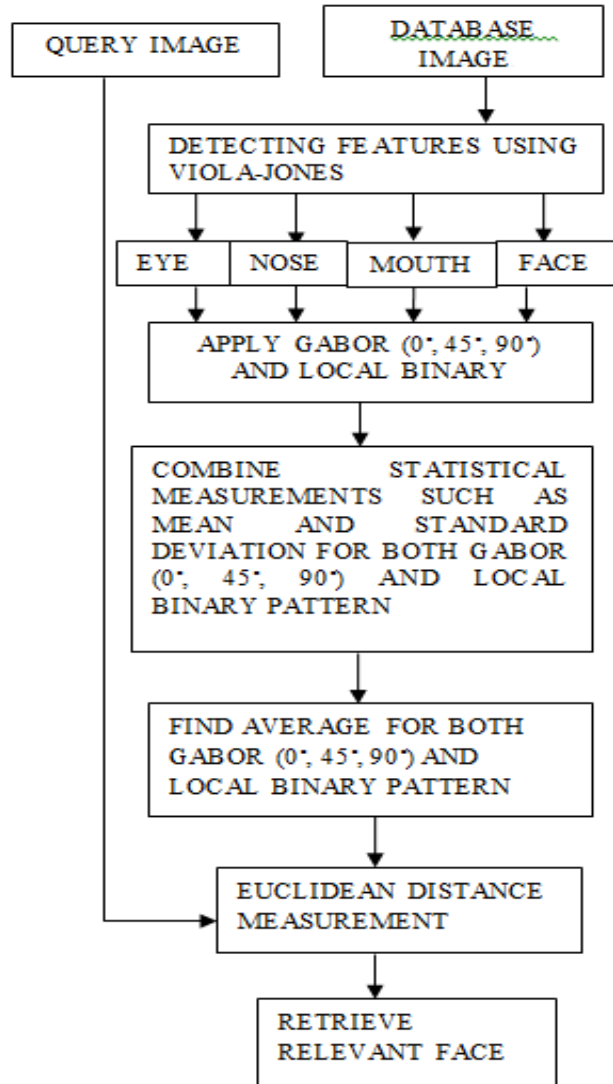 QUERY IMAGE
DATABASE
IMAGE
DETECTING FEATURES USING
VIOLA-JONES
EYE
NOSE
MOUTH
FACE
APPLY GABOR (0˚, 45˚, 90˚)
AND LOCAL BINARY
COMBINE STATISTICAL
MEASUREMENTS SUCH AS
MEAN AND STANDARD
DEVIATION FOR BOTH GABOR
(0˚, 45˚, 90˚) AND LOCAL
BINARY PATTERN
FIND AVERAGE FOR BOTH
GABOR (0˚, 45˚, 90˚) AND
LOCAL BINARY PATTERN
EUCLIDEAN DISTANCE
MEASUREMENT
RETRIEVE
RELEVANT FACE